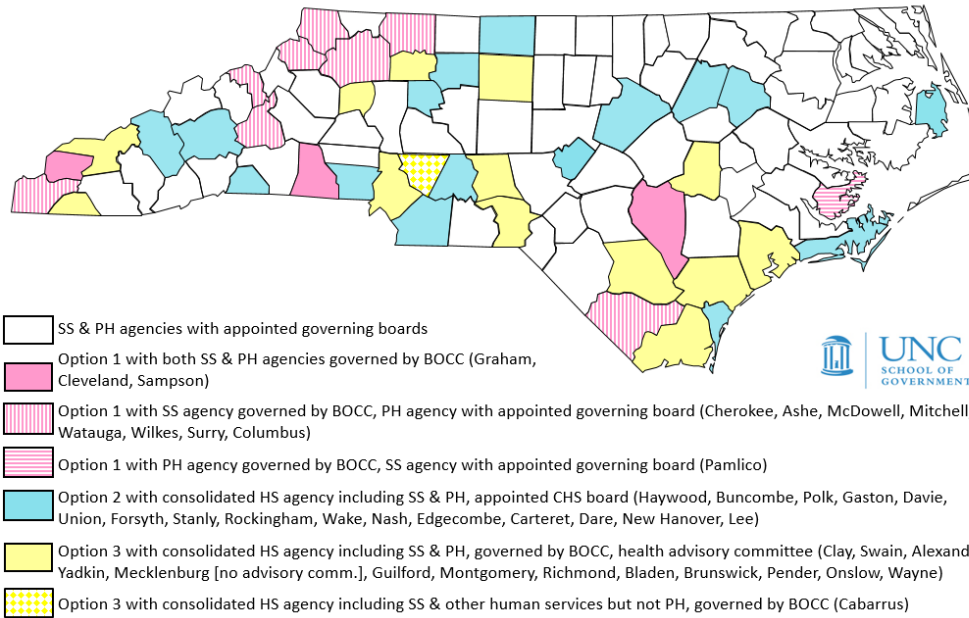 SS & PH agencies with appointed governing boards
Option 1 with both SS & PH agencies governed by BOCC (Graham,
Cleveland, Sampson)
UNC
SCHOOL OF
GOVERNMENT
Option 1 with SS agency governed by BOCC, PH agency with appointed governing board (Cherokee, Ashe, McDowell, Mitchell
Watauga, Wilkes, Surry, Columbus)
Option 1 with PH agency governed by BOCC, SS agency with appointed governing board (Pamlico)
Option 2 with consolidated HS agency including SS & PH, appointed CHS board (Haywood, Buncombe, Polk, Gaston, Davie,
Union, Forsyth, Stanly, Rockingham, Wake, Nash, Edgecombe, Carteret, Dare, New Hanover, Lee)
Option 3 with consolidated HS agency including SS & PH, governed by BOCC, health advisory committee (Clay, Swain, Alexand
Yadkin, Mecklenburg [no advisory comm.], Guilford, Montgomery, Richmond, Bladen, Brunswick, Pender, Onslow, Wayne)
Option 3 with consolidated HS agency including SS & other human services but not PH, governed by BOCC (Cabarrus)